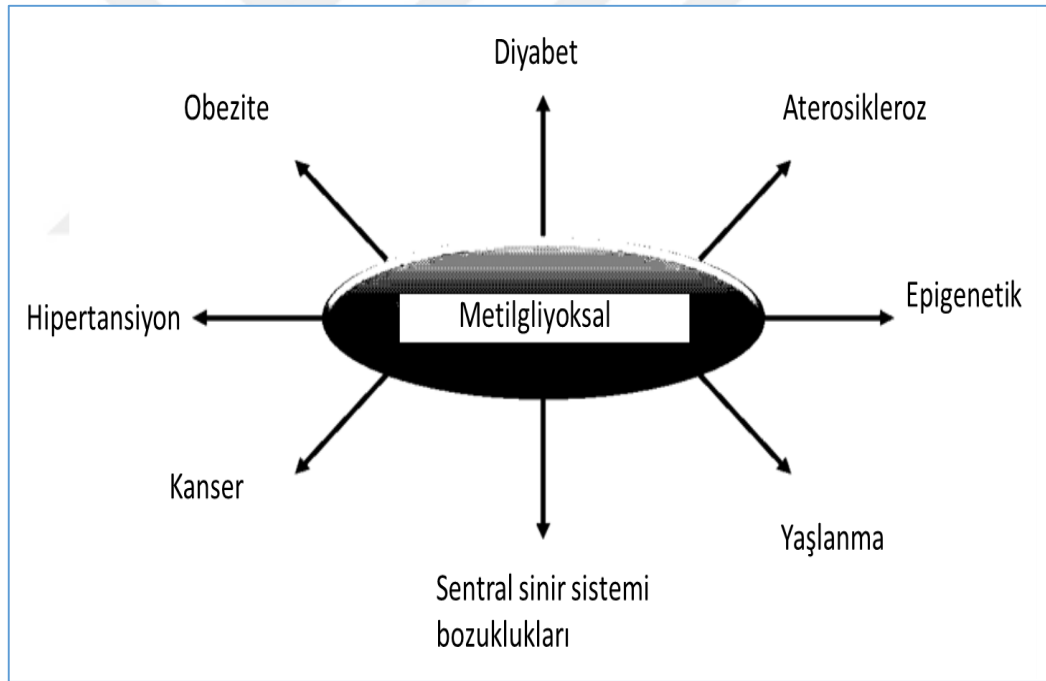 Diyabet
Obezite
Aterosikleroz
Epigenetik
Hipertansiyon
Metilgliyoksal
Kanser
Yaşlanma
Sentral sinir sistemi
bozuklukları